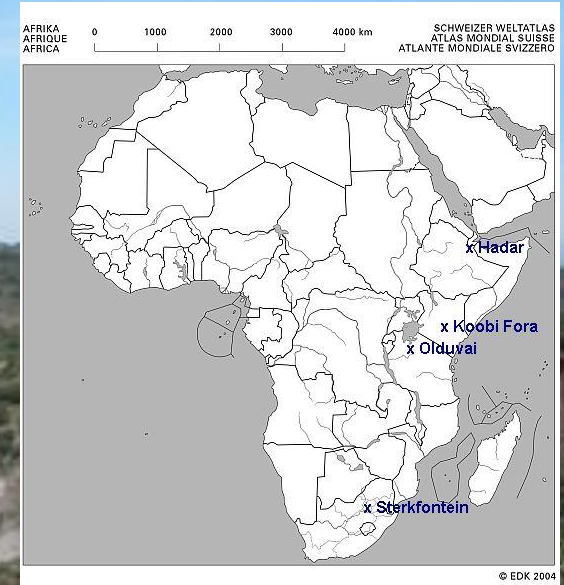 AFRIKA
AFRIQUE
AFRICA
0 1000 2000 3000 4000 km
SCHWEIZER WELTATLAS
ATLAS MONDIAL SUISSE
ATLANTE MONDIALE SVIZZERO
x Hadar
x Koobi Fora
x Olduvai
x Sterkfontein
© EDK 2004